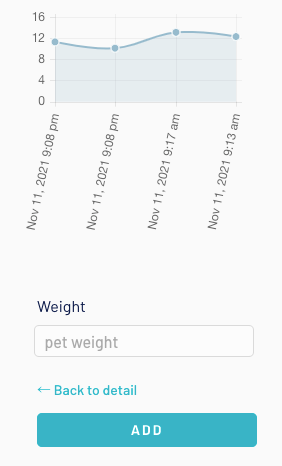 16
12
8
4
0
Nov 11, 2021 9:08 pm
Nov 11, 2021 9:08 pm
Nov 11, 2021 9:17 am
Nov 11, 2021 9:13 am
Weight
pet weight
← Back to detail
ADD